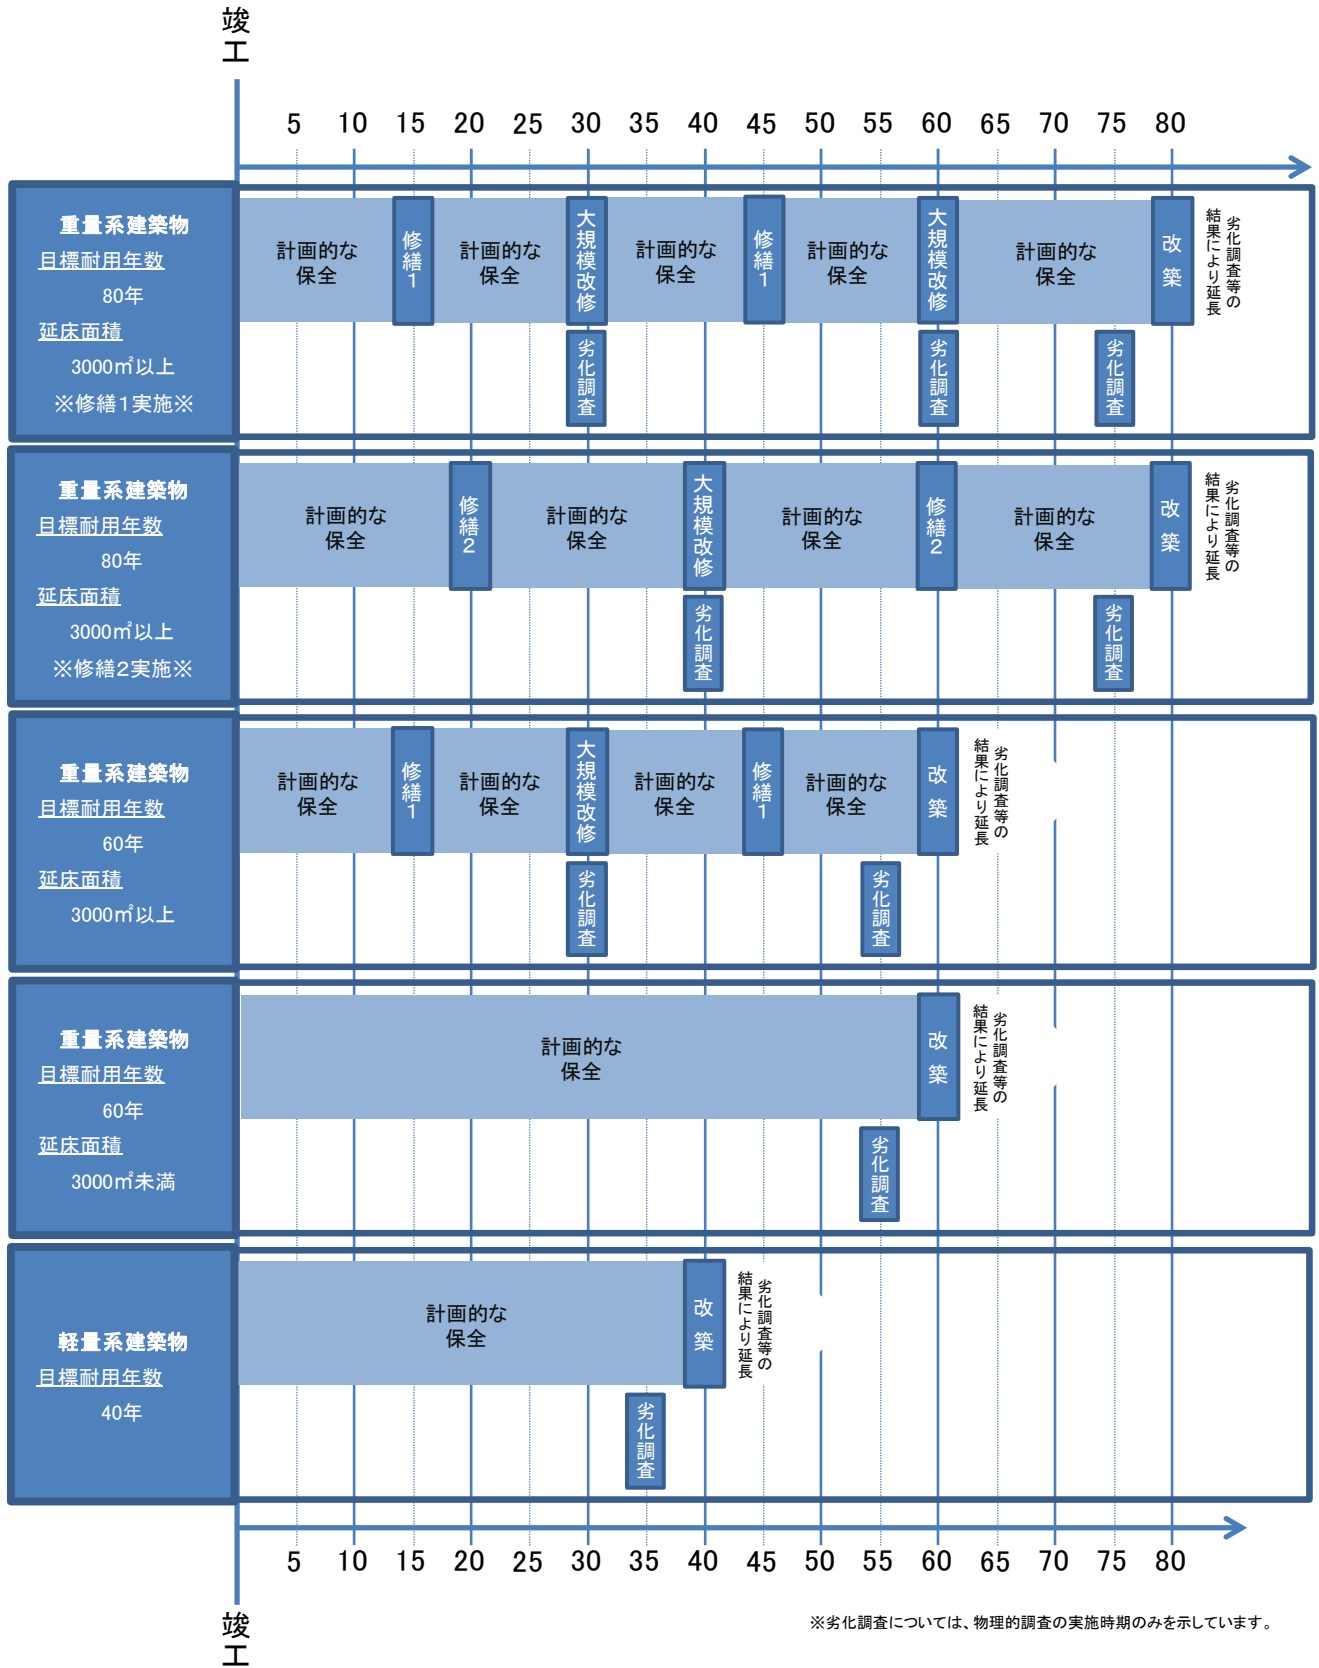 竣工
5 10 15 20 25 30 35 40 45 50 55 60 65 70 75 80
重量系建築物
目標耐用年数
80年
延床面積
3000㎡以上
※修繕1実施※
計画的な
保全
修繕1
計画的な
保全
大規模改修
計画的な
保全
修繕1
計画的な
保全
大規模改修
計画的な
保全
改築
劣化調査等の
結果により延長
劣化調査
劣化調査
劣化調査
重量系建築物
目標耐用年数
80年
延床面積
3000㎡以上
※修繕2実施※
計画的な
保全
修繕2
計画的な
保全
大規模改修
計画的な
保全
修繕2
計画的な
保全
改築
劣化調査等の
結果により延長
劣化調査
劣化調査
重量系建築物
目標耐用年数
60年
延床面積
3000㎡以上
計画的な
保全
修繕1
計画的な
保全
大規模改修
計画的な
保全
修繕1
計画的な
保全
改築
劣化調査等の
結果により延長
劣化調査
劣化調査
重量系建築物
目標耐用年数
60年
延床面積
3000㎡未満
計画的な
保全
改築
劣化調査等の
結果により延長
劣化調査
軽量系建築物
目標耐用年数
40年
計画的な
保全
改築
劣化調査等の
結果により延長
劣化調査
5 10 15 20 25 30 35 40 45 50 55 60 65 70 75 80
竣工
※劣化調査については、物理的調査の実施時期のみを示しています。